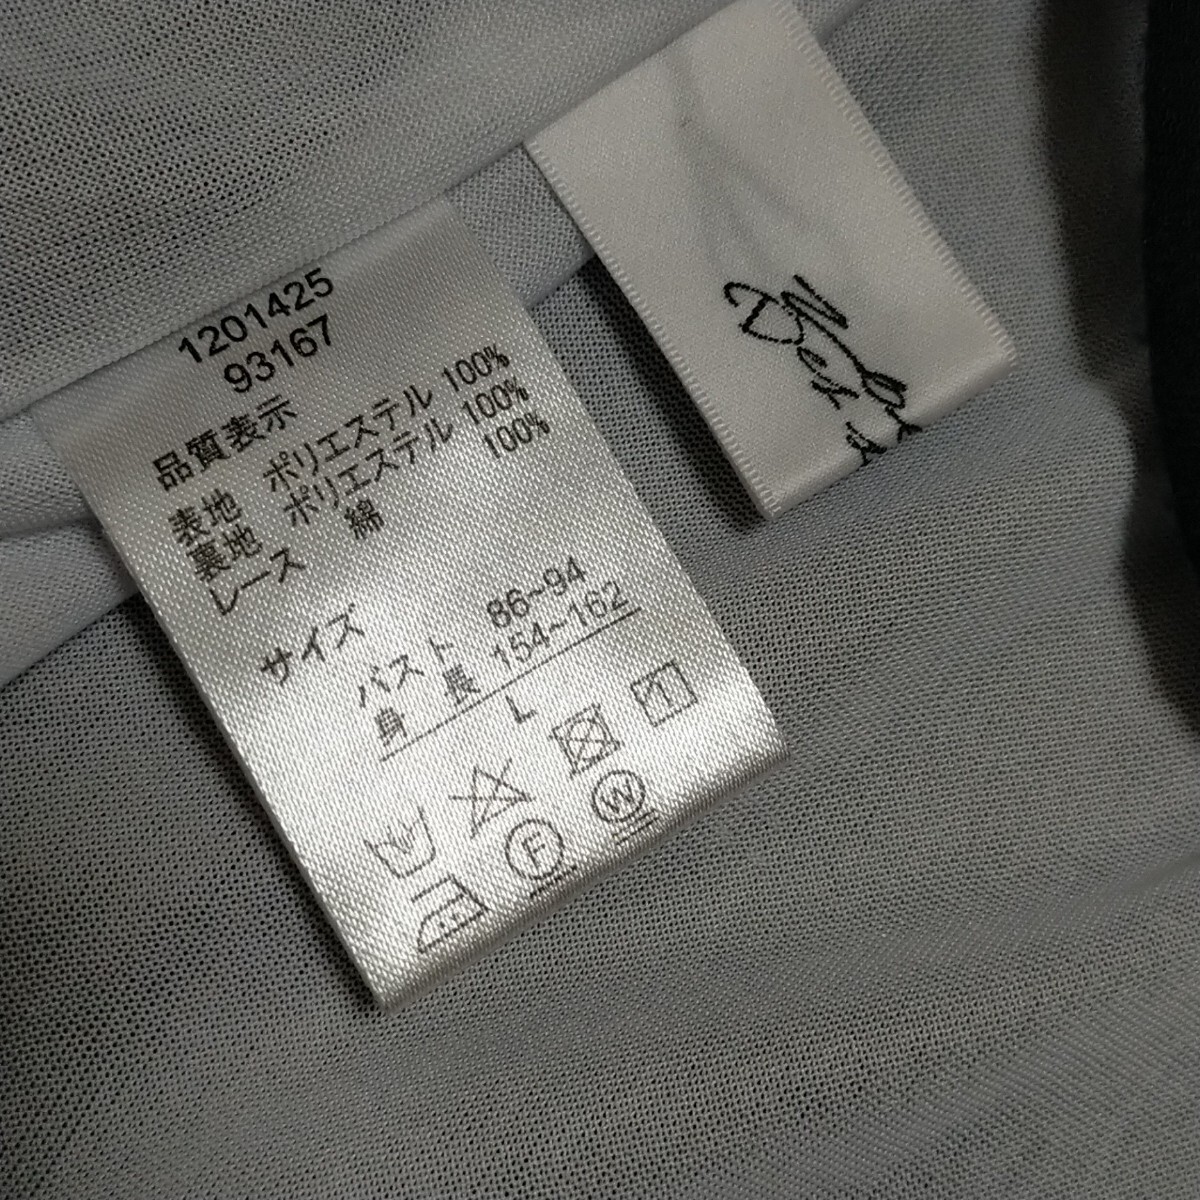 1201425
93167
品質表示
表地 ポリエステル 100%
裏地 ポリエステル 100%
レース 綿 100%
サイズ
バスト 86~94
身長 154~162
L
F
W